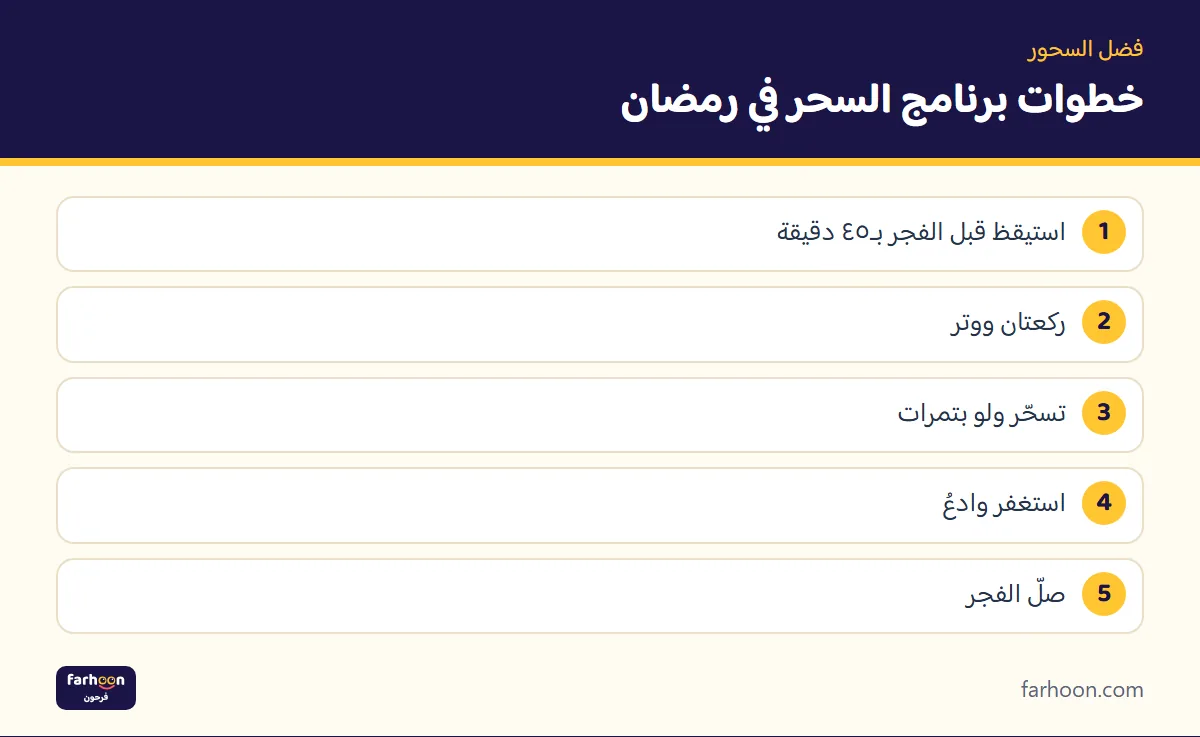 فضل السحور
خطوات برنامج السحر في رمضان
1 استيقظ قبل الفجر بـ٤٥ دقيقة
2 ركعتان ووتر
3 تسحّر ولو بتمرات
4 استغفر وادعُ
5 صلّ الفجر
farhoon.com
farhoon
فرحون